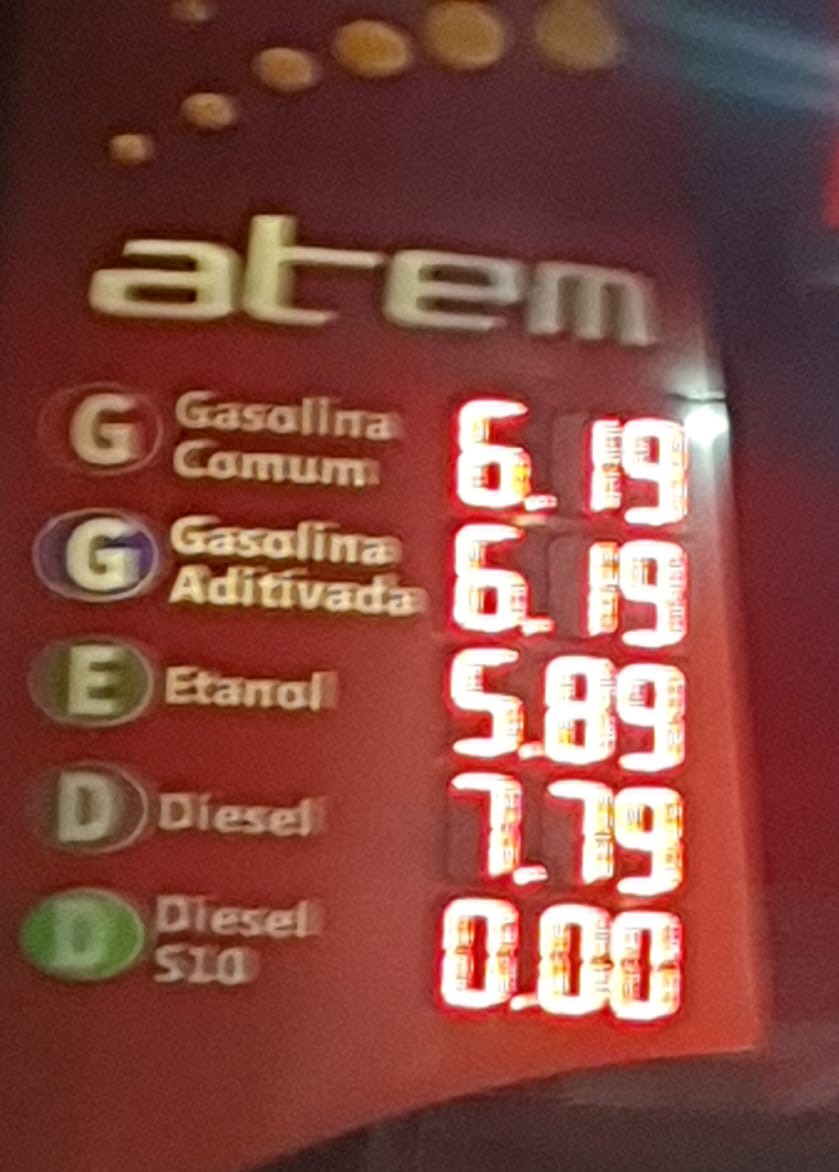 atem
G Gasolina Comum 6.19
G Gasolina Aditivada 6.19
E Etanol 5.89
D Diesel 7.79
D Diesel S10 0.00